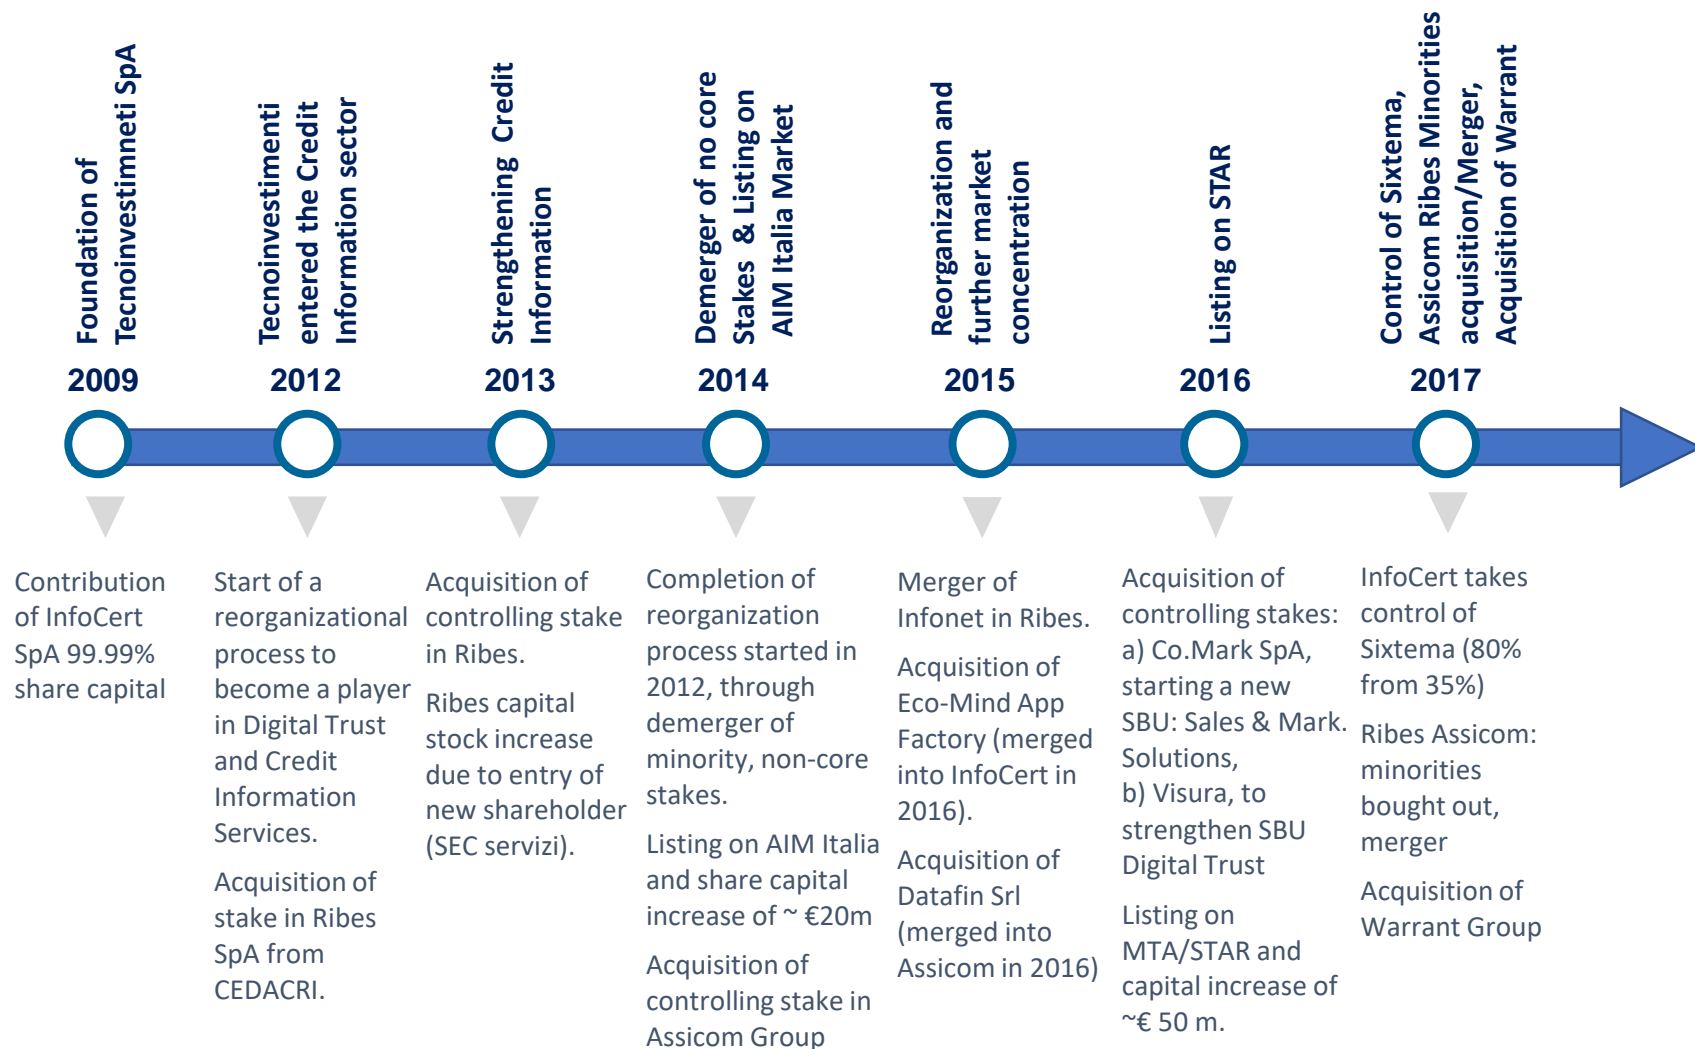 Foundation of
Tecnoinvestimneti SpA
2009
Contribution
of InfoCert
SpA 99.99%
share capital
Tecnoinvestimenti
entered the Credit
Information sector
2012
Start of a
reorganizational
process to
become a player
in Digital Trust
and Credit
Information
Services.
Acquisition of
stake in Ribes
SpA from
CEDACRI.
Strengthening Credit
Information
2013
Acquisition of
controlling stake
in Ribes.
Ribes capital
stock increase
due to entry of
new shareholder
(SEC servizi).
Demerger of no core
Stakes & Listing on
AIM Italia Market
2014
Completion of
reorganization
process started in
2012, through
demerger of
minority, non-core
stakes.
Listing on AIM Italia
and share capital
increase of ~ €20m
Acquisition of
controlling stake in
Assicom Group
Reorganization and
further market
concentration
2015
Merger of
Infonet in Ribes.
Acquisition of
Eco-Mind App
Factory (merged
into InfoCert in
2016).
Acquisition of
Datafin Srl
(merged into
Assicom in 2016)
Listing on STAR
2016
Acquisition of
controlling stakes:
a) Co.Mark SpA,
starting a new
SBU: Sales & Mark.
Solutions,
b) Visura, to
strengthen SBU
Digital Trust
Listing on
MTA/STAR and
capital increase of
~€ 50 m.
Control of Sixtema,
Assicom Ribes Minorities
acquisition/Merger,
Acquisition of Warrant
2017
InfoCert takes
control of
Sixtema (80%
from 35%)
Ribes Assicom:
minorities
bought out,
merger
Acquisition of
Warrant Group